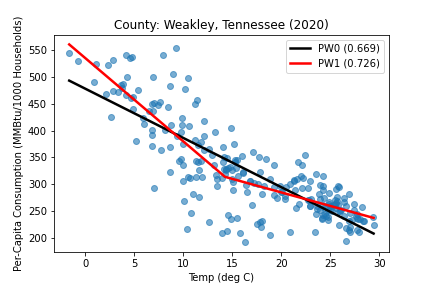 County: Weakley, Tennessee (2020)
PW0 (0.669)
PW1 (0.726)
Per-Capita Consumption (MMBtu/1000 Households)
550
500
450
400
350
300
250
200
0 5 10 15 20 25 30
Temp (deg C)